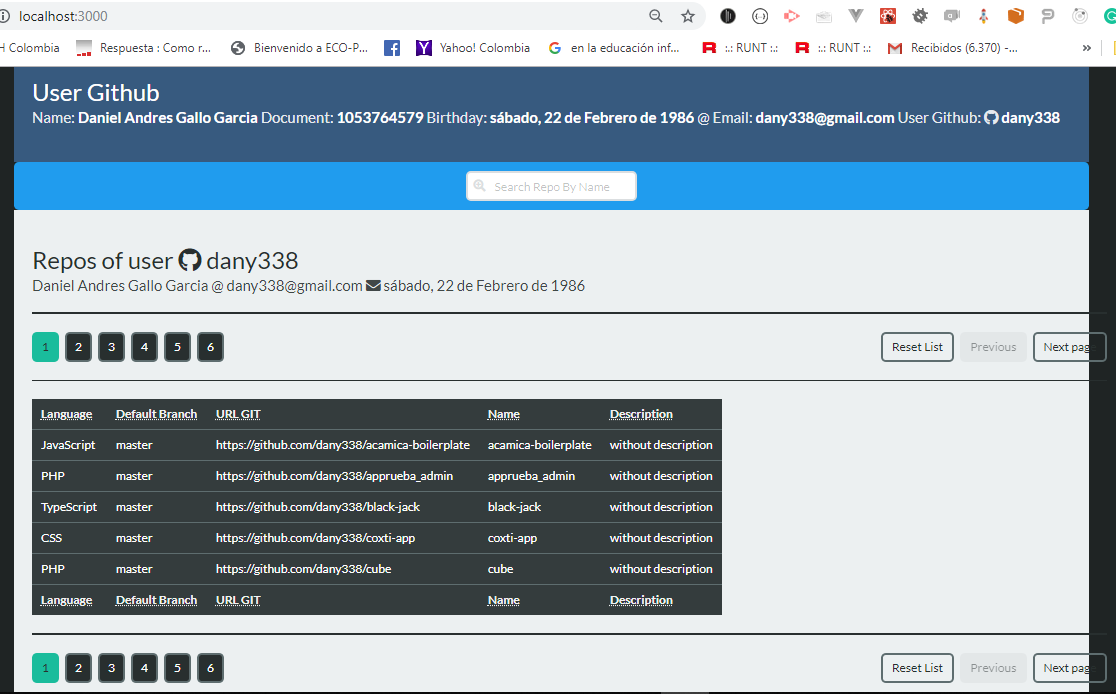 localhost:3000
H Colombia Respuesta : Como r... Bienvenido a ECO-P... Yahoo! Colombia en la educación inf... .:: RUNT ::. .:: RUNT ::. Recibidos (6.370) -... »
User Github
Name: Daniel Andres Gallo Garcia Document: 1053764579 Birthday: sábado, 22 de Febrero de 1986 @ Email: dany338@gmail.com User Github: dany338
Search Repo By Name
Repos of user dany338
Daniel Andres Gallo Garcia @ dany338@gmail.com sábado, 22 de Febrero de 1986
1 2 3 4 5 6 Reset List Previous Next page
Language Default Branch URL GIT Name Description
JavaScript master https://github.com/dany338/acamica-boilerplate acamica-boilerplate without description
PHP master https://github.com/dany338/apprueba_admin apprueba_admin without description
TypeScript master https://github.com/dany338/black-jack black-jack without description
CSS master https://github.com/dany338/coxti-app coxti-app without description
PHP master https://github.com/dany338/cube cube without description
Language Default Branch URL GIT Name Description
1 2 3 4 5 6 Reset List Previous Next page